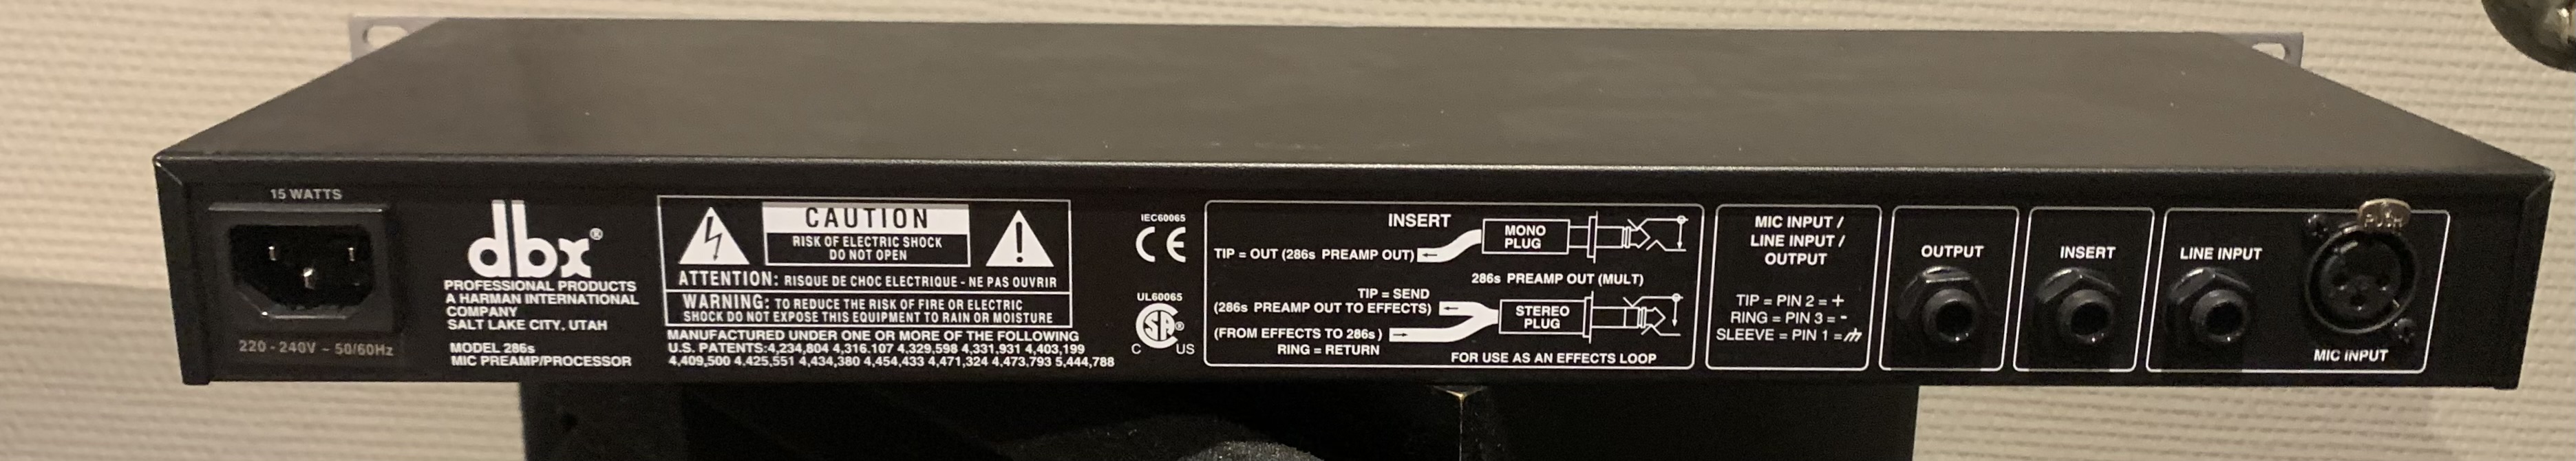 15 WATTS
220 - 240V ~ 50/60Hz
dbx®
PROFESSIONAL PRODUCTS
A HARMAN INTERNATIONAL
COMPANY
SALT LAKE CITY, UTAH
MODEL 286s
MIC PREAMP/PROCESSOR
CAUTION
RISK OF ELECTRIC SHOCK
DO NOT OPEN
ATTENTION: RISQUE DE CHOC ELECTRIQUE - NE PAS OUVRIR
WARNING: TO REDUCE THE RISK OF FIRE OR ELECTRIC
SHOCK DO NOT EXPOSE THIS EQUIPMENT TO RAIN OR MOISTURE
MANUFACTURED UNDER ONE OR MORE OF THE FOLLOWING
U.S. PATENTS:4,234,804 4,316.107 4,329,598 4,331,931 4,403,199
4,409,500 4,425,551 4,434,380 4,454,433 4,471,324 4,473,793 5,444,788
IEC60065
CE
UL60065
SA®
C US
INSERT
MONO
PLUG
TIP = OUT (286s PREAMP OUT)
286s PREAMP OUT (MULT)
TIP = SEND
(286s PREAMP OUT TO EFFECTS)
STEREO
PLUG
(FROM EFFECTS TO 286s)
RING = RETURN
FOR USE AS AN EFFECTS LOOP
MIC INPUT /
LINE INPUT /
OUTPUT
TIP = PIN 2 = +
RING = PIN 3 = -
SLEEVE = PIN 1 =
OUTPUT
INSERT
LINE INPUT
PUSH
MIC INPUT